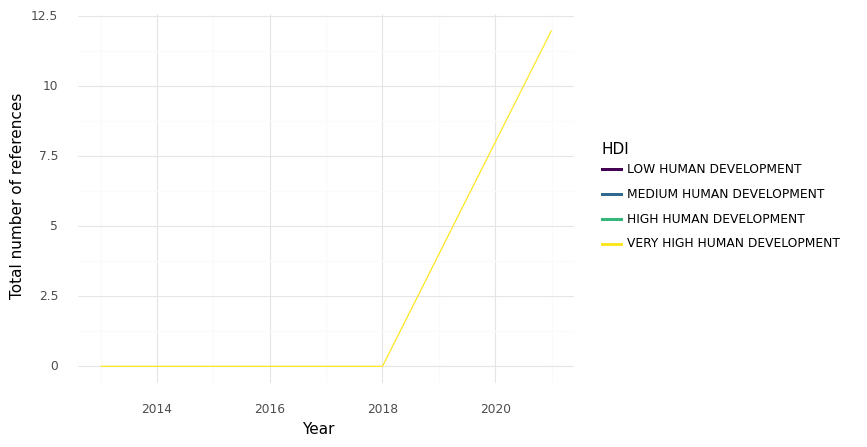 12.5
10
7.5
5
2.5
0
Total number of references
2014
2016
2018
2020
Year
HDI
LOW HUMAN DEVELOPMENT
MEDIUM HUMAN DEVELOPMENT
HIGH HUMAN DEVELOPMENT
VERY HIGH HUMAN DEVELOPMENT